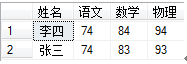 姓名 语文 数学 物理
1 李四 74 84 94
2 张三 74 83 93